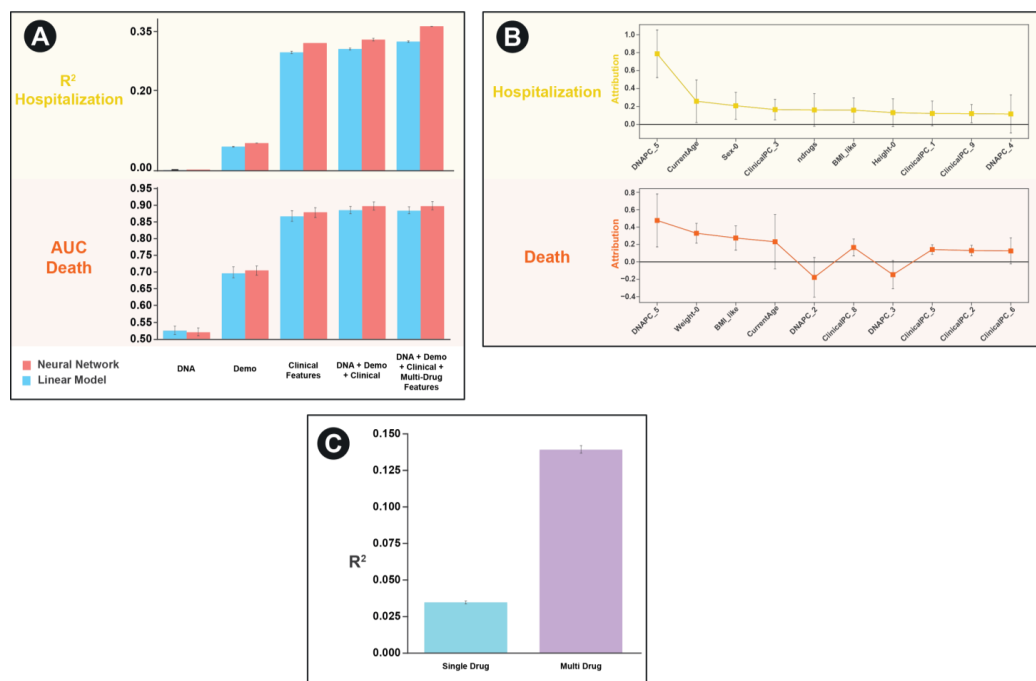 A
R²
Hospitalization
0.35
0.20
0.00
AUC
Death
0.95
0.90
0.85
0.80
0.75
0.70
0.65
0.60
0.55
0.50
Neural Network
Linear Model
DNA
Demo
Clinical
Features
DNA + Demo
+ Clinical
DNA + Demo
+ Clinical +
Multi-Drug
Features
B
Hospitalization
Attribution
1.0
0.8
0.6
0.4
0.2
0.0
DNAPC_5
CurrentAge
Sex-0
ClinicalPC_3
ndrugs
BMI_like
Height-0
ClinicalPC_1
ClinicalPC_9
DNAPC_4
Death
Attribution
0.8
0.6
0.4
0.2
0.0
−0.2
−0.4
DNAPC_5
Weight-0
BMI_like
CurrentAge
DNAPC_2
ClinicalPC_8
DNAPC_3
ClinicalPC_5
ClinicalPC_2
ClinicalPC_6
C
R²
0.150
0.125
0.100
0.075
0.050
0.025
0.000
Single Drug
Multi Drug